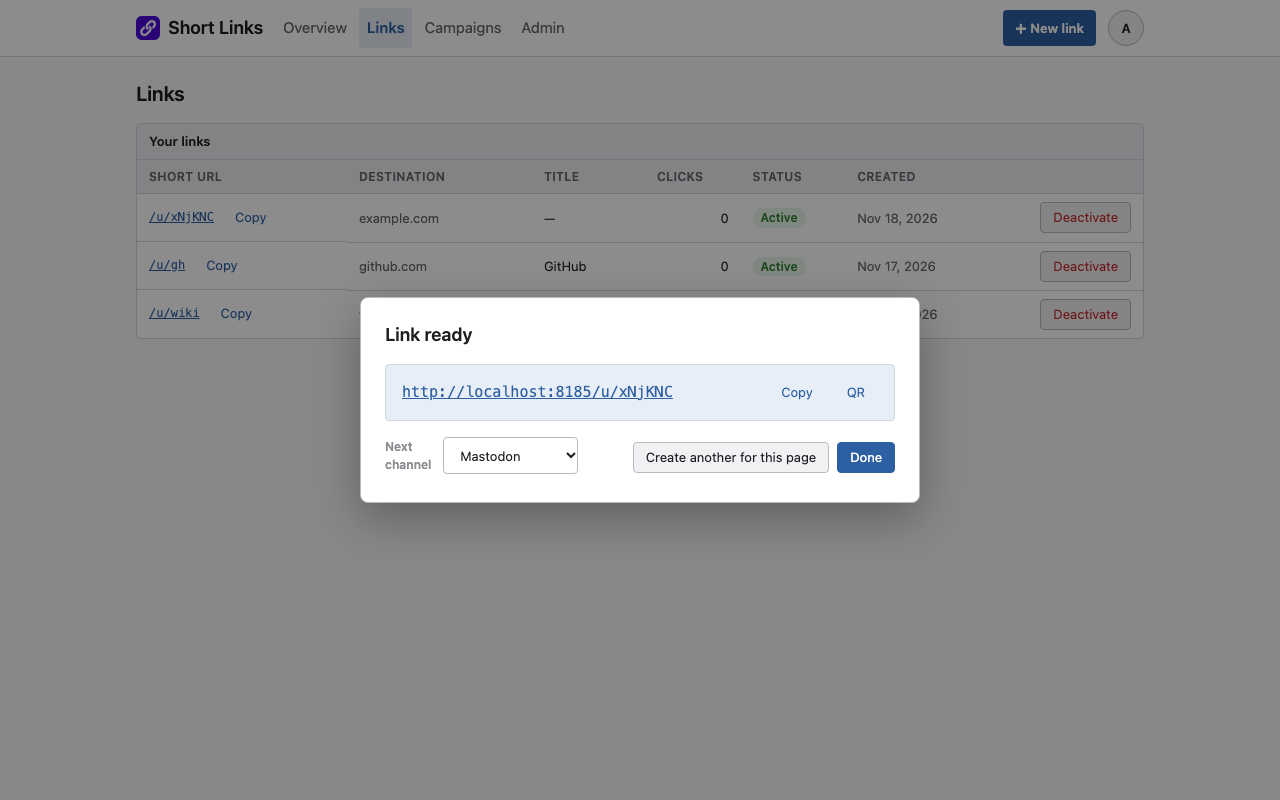 Short Links Overview Links Campaigns Admin + New link A
Links
Your links
SHORT URL DESTINATION TITLE CLICKS STATUS CREATED
/u/xNjKNC Copy example.com — 0 Active Nov 18, 2026 Deactivate
/u/gh Copy github.com GitHub 0 Active Nov 17, 2026 Deactivate
/u/wiki Copy 26 Deactivate
Link ready
http://localhost:8185/u/xNjKNC Copy QR
Next channel Mastodon Create another for this page Done